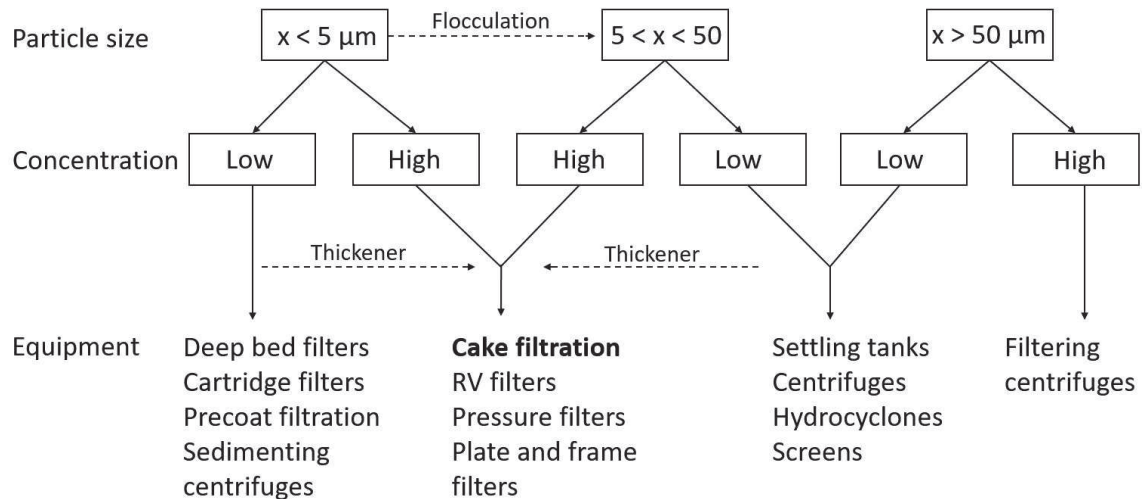 Particle size
x < 5 μm
Flocculation
5 < x < 50
x > 50 μm
Concentration
Low
High
High
Low
Low
High
Thickener
Thickener
Equipment
Deep bed filters
Cartridge filters
Precoat filtration
Sedimenting
centrifuges
Cake filtration
RV filters
Pressure filters
Plate and frame
filters
Settling tanks
Centrifuges
Hydrocyclones
Screens
Filtering
centrifuges